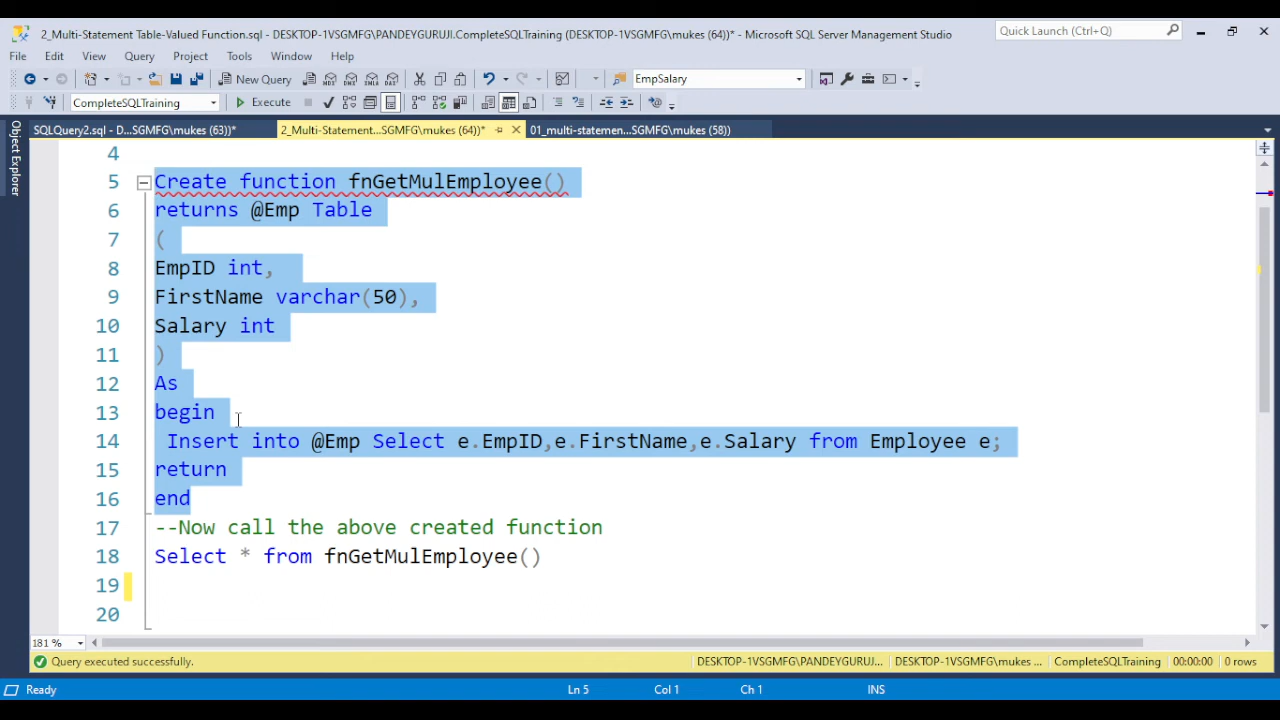 2_Multi-Statement Table-Valued Function.sql - DESKTOP-1VSGMFG\PANDEYGURUJI.CompleteSQLTraining (DESKTOP-1VSGMFG\mukes (64))* - Microsoft SQL Server Management Studio
Quick Launch (Ctrl+Q)
File Edit View Query Project Tools Window Help
New Query
EmpSalary
CompleteSQLTraining
Execute
SQLQuery2.sql - D...SGMFG\mukes (63))*
2_Multi-Statement...SGMFG\mukes (64))*
01_multi-statemen...SGMFG\mukes (58))
Object Explorer
4
5 Create function fnGetMulEmployee()
6 returns @Emp Table
7 (
8 EmpID int,
9 FirstName varchar(50),
10 Salary int
11 )
12 As
13 begin
14 Insert into @Emp Select e.EmpID,e.FirstName,e.Salary from Employee e;
15 return
16 end
17 --Now call the above created function
18 Select * from fnGetMulEmployee()
19
20
181 %
Query executed successfully.
DESKTOP-1VSGMFG\PANDEYGURUJI... DESKTOP-1VSGMFG\mukes ... CompleteSQLTraining 00:00:00 0 rows
Ready Ln 5 Col 1 Ch 1 INS